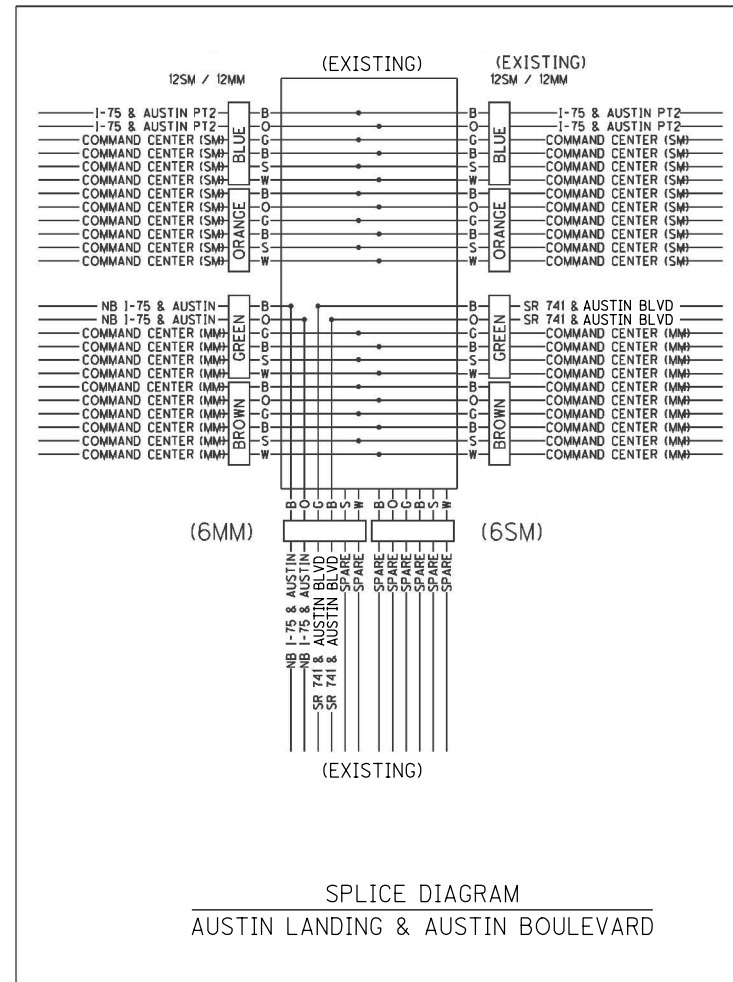 (EXISTING)
(EXISTING)
12SM / 12MM
12SM / 12MM
I-75 & AUSTIN PT2 B B I-75 & AUSTIN PT2
I-75 & AUSTIN PT2 O O I-75 & AUSTIN PT2
COMMAND CENTER (SM) G G COMMAND CENTER (SM)
COMMAND CENTER (SM) B B COMMAND CENTER (SM)
COMMAND CENTER (SM) S S COMMAND CENTER (SM)
COMMAND CENTER (SM) W W COMMAND CENTER (SM)
BLUE
BLUE
COMMAND CENTER (SM) B B COMMAND CENTER (SM)
COMMAND CENTER (SM) O O COMMAND CENTER (SM)
COMMAND CENTER (SM) G G COMMAND CENTER (SM)
COMMAND CENTER (SM) B B COMMAND CENTER (SM)
COMMAND CENTER (SM) S S COMMAND CENTER (SM)
COMMAND CENTER (SM) W W COMMAND CENTER (SM)
ORANGE
ORANGE
NB I-75 & AUSTIN B B SR 741 & AUSTIN BLVD
NB I-75 & AUSTIN O O SR 741 & AUSTIN BLVD
COMMAND CENTER (MM) G G COMMAND CENTER (MM)
COMMAND CENTER (MM) B B COMMAND CENTER (MM)
COMMAND CENTER (MM) S S COMMAND CENTER (MM)
COMMAND CENTER (MM) W W COMMAND CENTER (MM)
GREEN
GREEN
COMMAND CENTER (MM) B B COMMAND CENTER (MM)
COMMAND CENTER (MM) O O COMMAND CENTER (MM)
COMMAND CENTER (MM) G G COMMAND CENTER (MM)
COMMAND CENTER (MM) B B COMMAND CENTER (MM)
COMMAND CENTER (MM) S S COMMAND CENTER (MM)
COMMAND CENTER (MM) W W COMMAND CENTER (MM)
BROWN
BROWN
B O G B S W B O G B S W
(6MM)
(6SM)
NB I-75 & AUSTIN
NB I-75 & AUSTIN
SR 741 & AUSTIN BLVD
SR 741 & AUSTIN BLVD
SPARE
SPARE
SPARE
SPARE
SPARE
SPARE
SPARE
SPARE
(EXISTING)
SPLICE DIAGRAM
AUSTIN LANDING & AUSTIN BOULEVARD